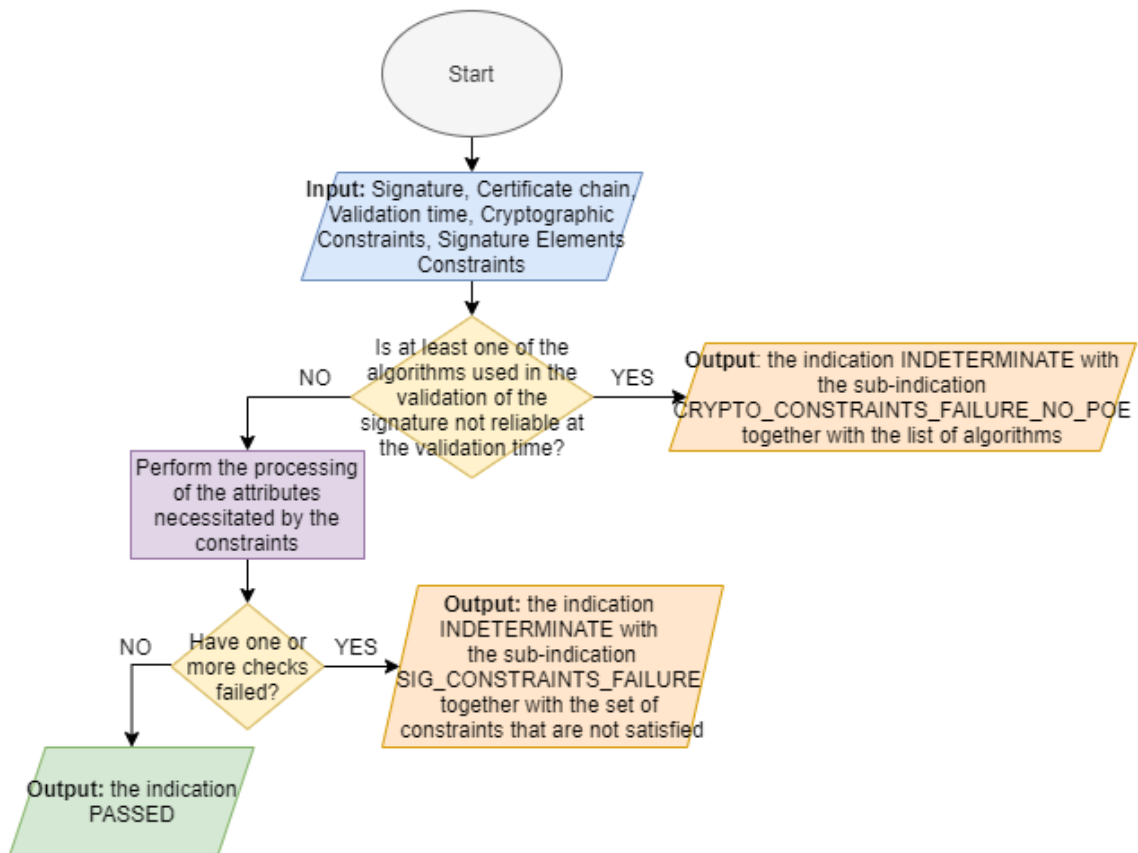 Start
Input: Signature, Certificate chain,
Validation time, Cryptographic
Constraints, Signature Elements
Constraints
Is at least one of the
algorithms used in the
validation of the
signature not reliable at
the validation time?
NO
YES
Output: the indication INDETERMINATE with
the sub-indication
CRYPTO_CONSTRAINTS_FAILURE_NO_POE
together with the list of algorithms
Perform the processing
of the attributes
necessitated by the
constraints
Have one or
more checks
failed?
NO
YES
Output: the indication
INDETERMINATE with
the sub-indication
SIG_CONSTRAINTS_FAILURE
together with the set of
constraints that are not satisfied
Output: the indication
PASSED